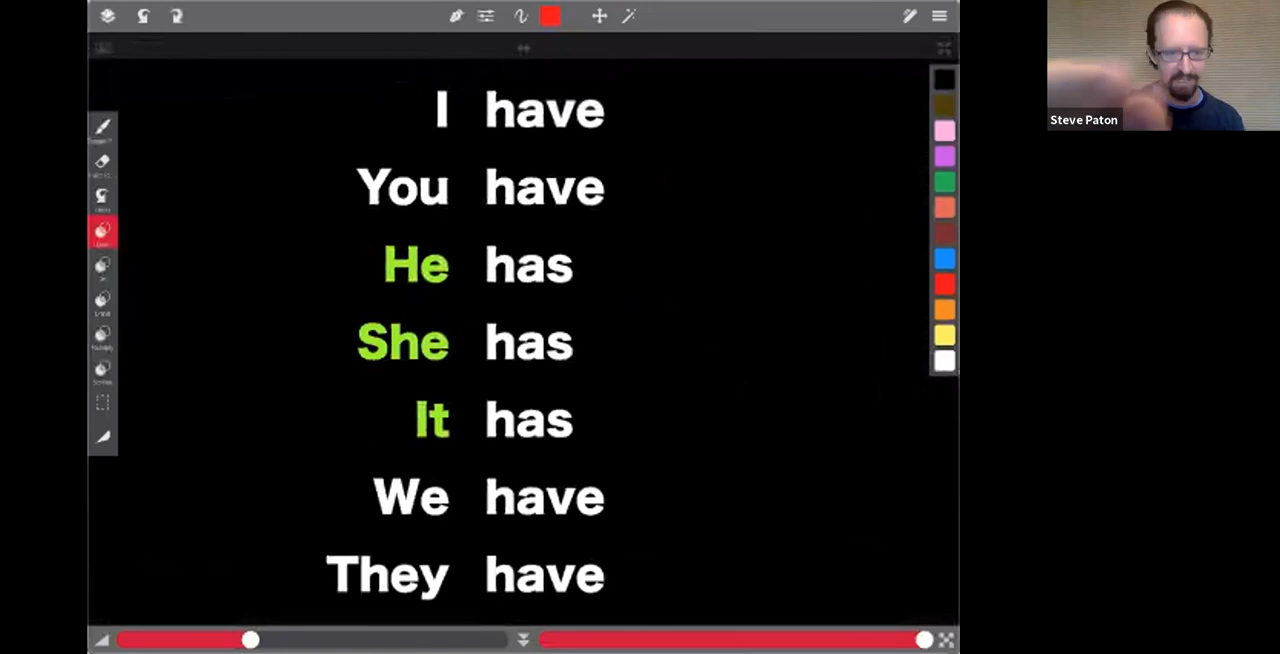 I have
You have
He has
She has
It has
We have
They have
Steve Paton